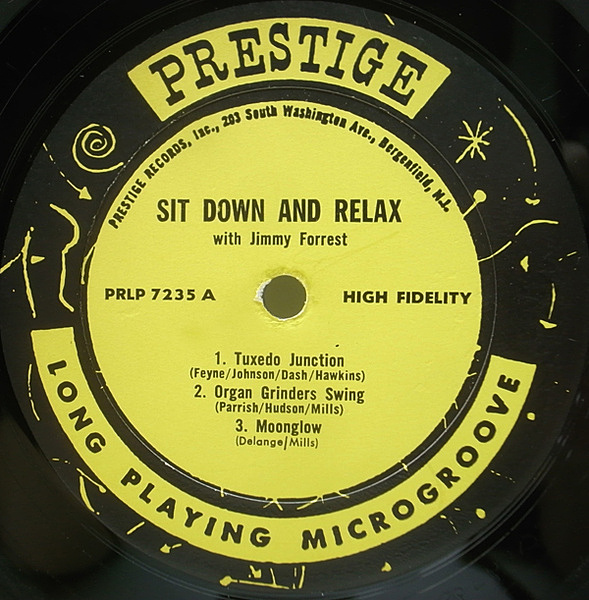 PRESTIGE
PRESTIGE RECORDS, Inc., 203 South Washington Ave., Bergenfield, N.J.
SIT DOWN AND RELAX
with Jimmy Forrest
PRLP 7235 A
HIGH FIDELITY
1. Tuxedo Junction
(Feyne/Johnson/Dash/Hawkins)
2. Organ Grinders Swing
(Parrish/Hudson/Mills)
3. Moonglow
(Delange/Mills)
LONG PLAYING MICROGROOVE